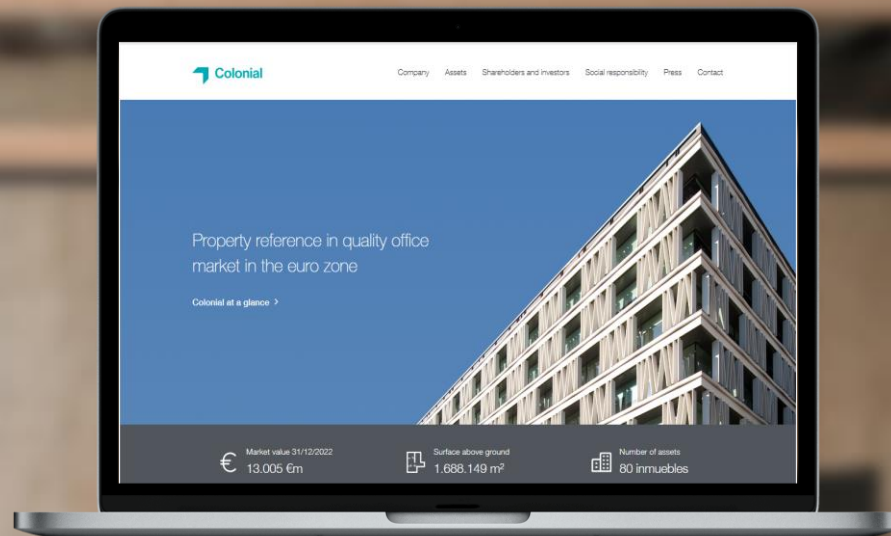 Colonial
Company Assets Shareholders and investors Social responsibility Press Contact
Property reference in quality office
market in the euro zone
Colonial at a glance >
Market value 31/12/2022
13.005 €m
Surface above ground
1.688.149 m²
Number of assets
80 inmuebles